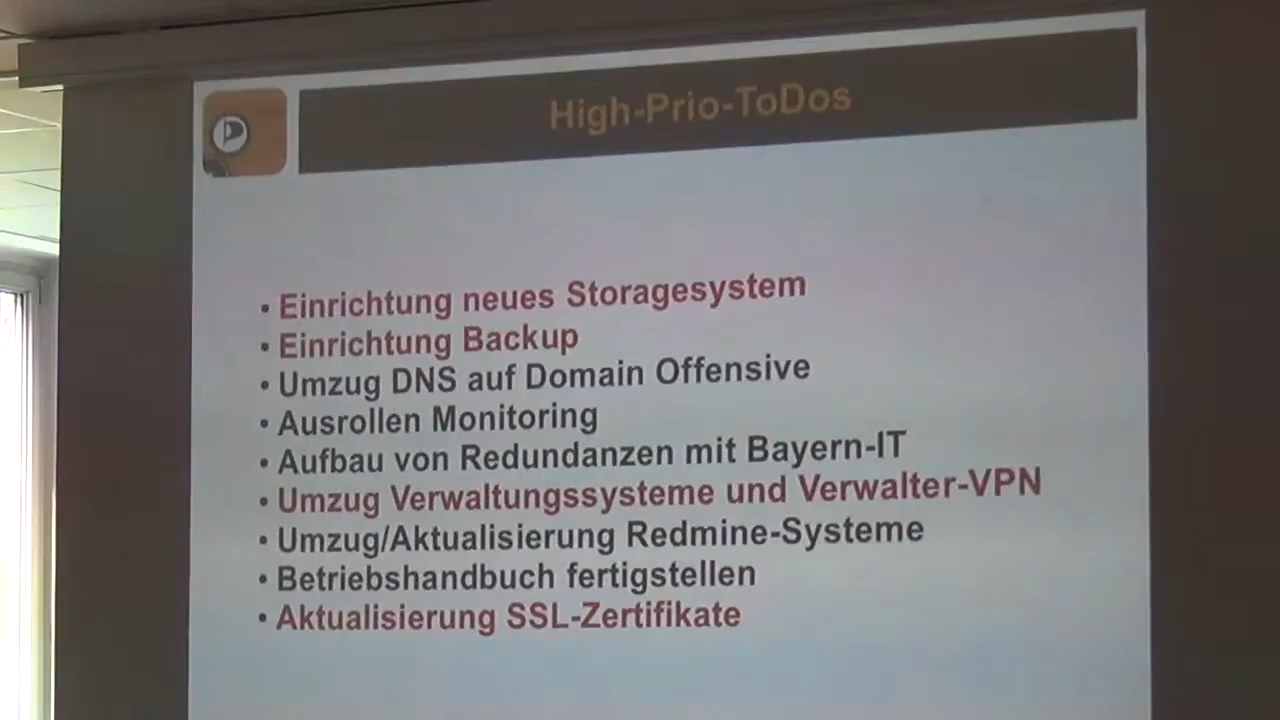 High-Prio-ToDos
• Einrichtung neues Storagesystem
• Einrichtung Backup
• Umzug DNS auf Domain Offensive
• Ausrollen Monitoring
• Aufbau von Redundanzen mit Bayern-IT
• Umzug Verwaltungssysteme und Verwalter-VPN
• Umzug/Aktualisierung Redmine-Systeme
• Betriebshandbuch fertigstellen
• Aktualisierung SSL-Zertifikate